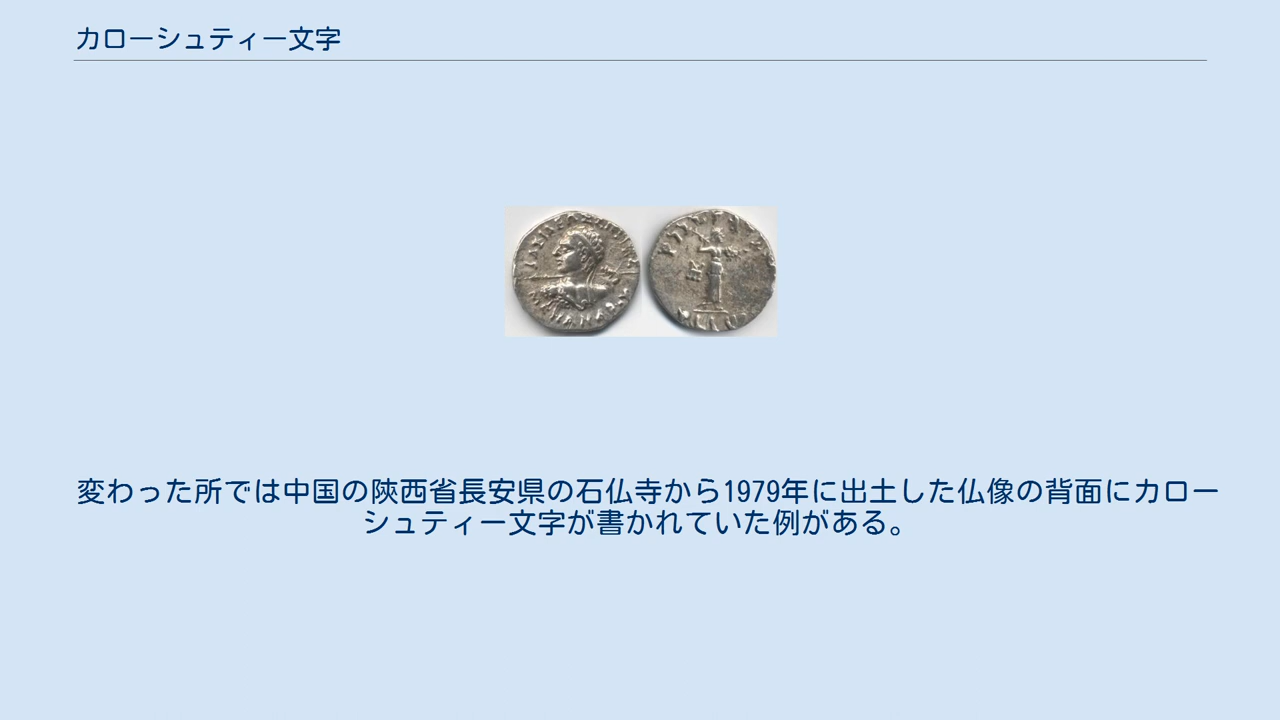 カローシュティー文字
変わった所では中国の陝西省長安県の石仏寺から1979年に出土した仏像の背面にカロー
シュティー文字が書かれていた例がある。